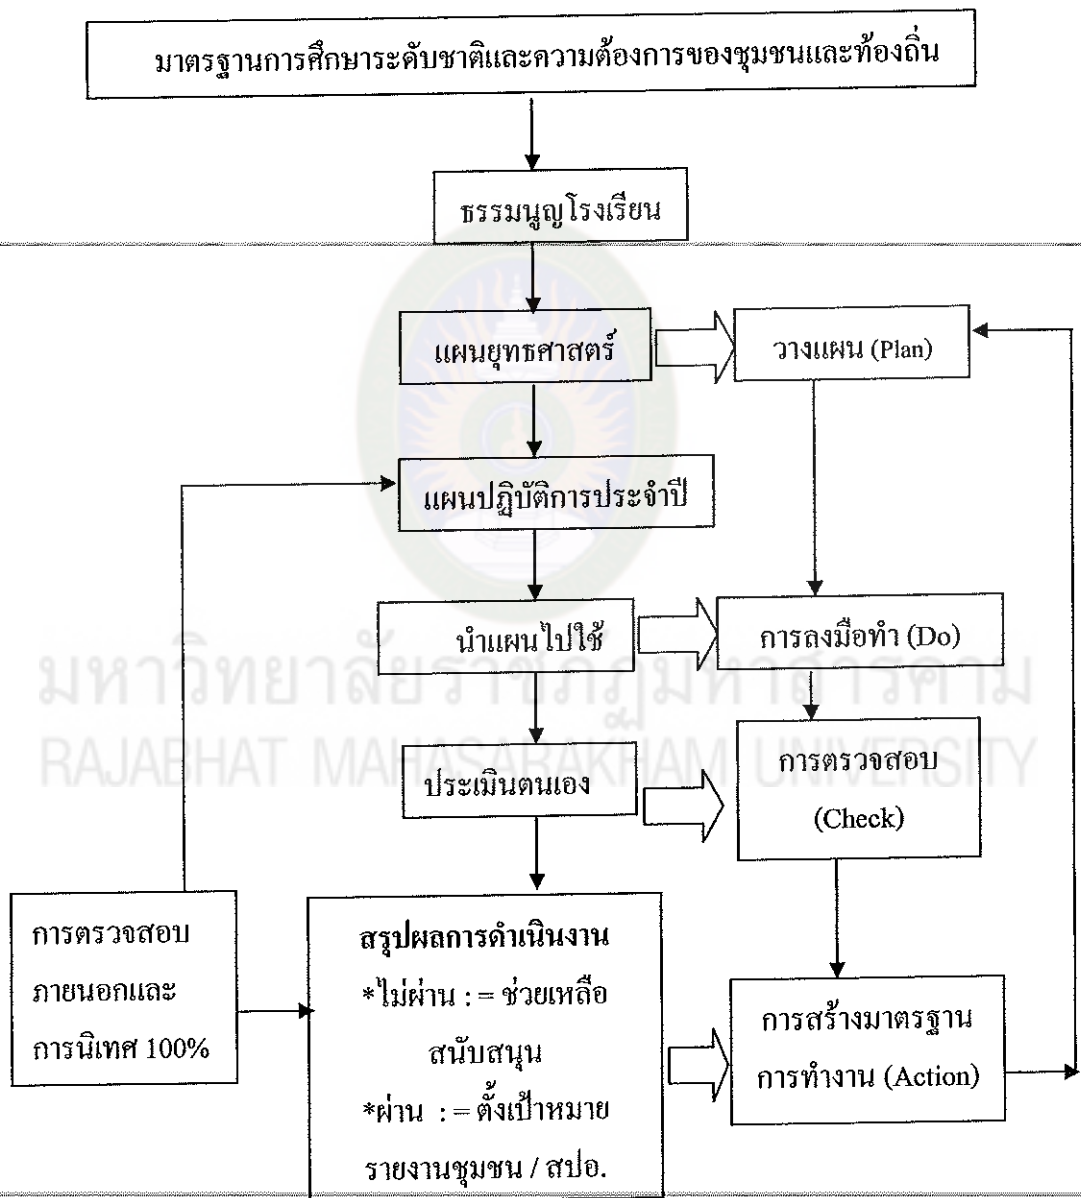 มาตรฐานการศึกษาระดับชาติและความต้องการของชุมชนและท้องถิ่น
ธรรมนูญโรงเรียน
แผนยุทธศาสตร์
วางแผน (Plan)
แผนปฏิบัติการประจำปี
นำแผนไปใช้
การลงมือทำ (Do)
มหาวิทยาลัยราชภัฏมหาสารคาม
RAJABHAT MAHASARAKHAM UNIVERSITY
ประเมินตนเอง
การตรวจสอบ
(Check)
การตรวจสอบ
ภายนอกและ
การนิเทศ 100%
สรุปผลการดำเนินงาน
*ไม่ผ่าน : = ช่วยเหลือ
สนับสนุน
*ผ่าน : = ตั้งเป้าหมาย
รายงานชุมชน / สปอ.
การสร้างมาตรฐาน
การทำงาน (Action)